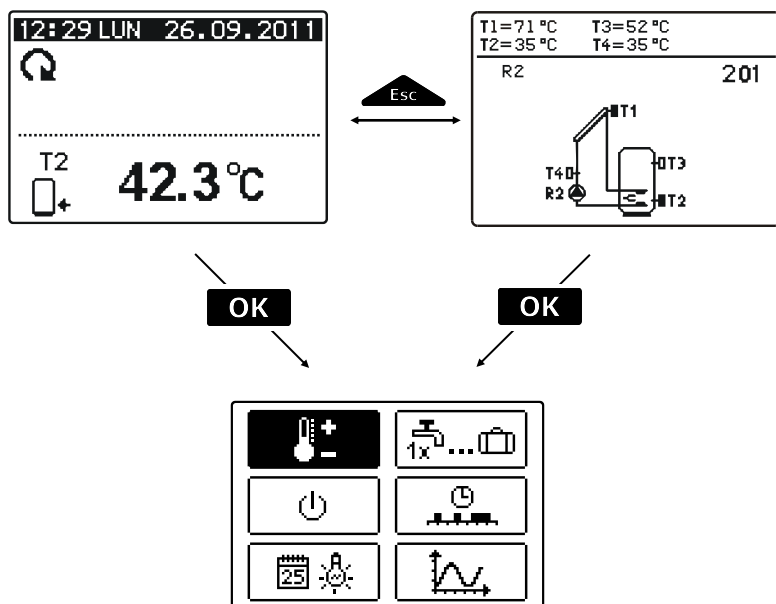 12:29 LUN 26.09.2011
T2
42.3°C
Esc
T1=71°C T3=52°C
T2=35°C T4=35°C
R2 201
T1
T4 T3
R2 T2
OK OK
1x ...
25